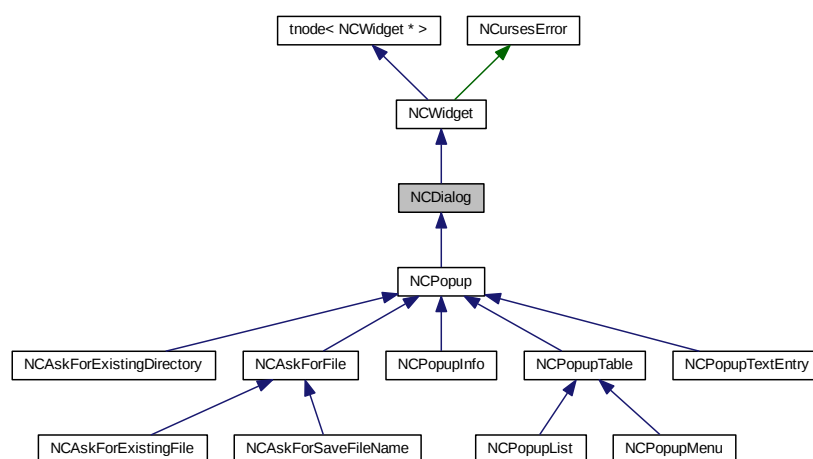 tnode< NCWidget * >
NCursesError
NCWidget
NCDialog
NCPopup
NCAskForExistingDirectory
NCAskForFile
NCPopupInfo
NCPopupTable
NCPopupTextEntry
NCAskForExistingFile
NCAskForSaveFileName
NCPopupList
NCPopupMenu